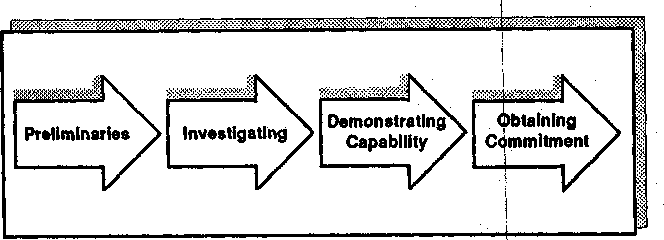 Preliminaries
Investigating
Demonstrating
Capability
Obtaining
Commitment